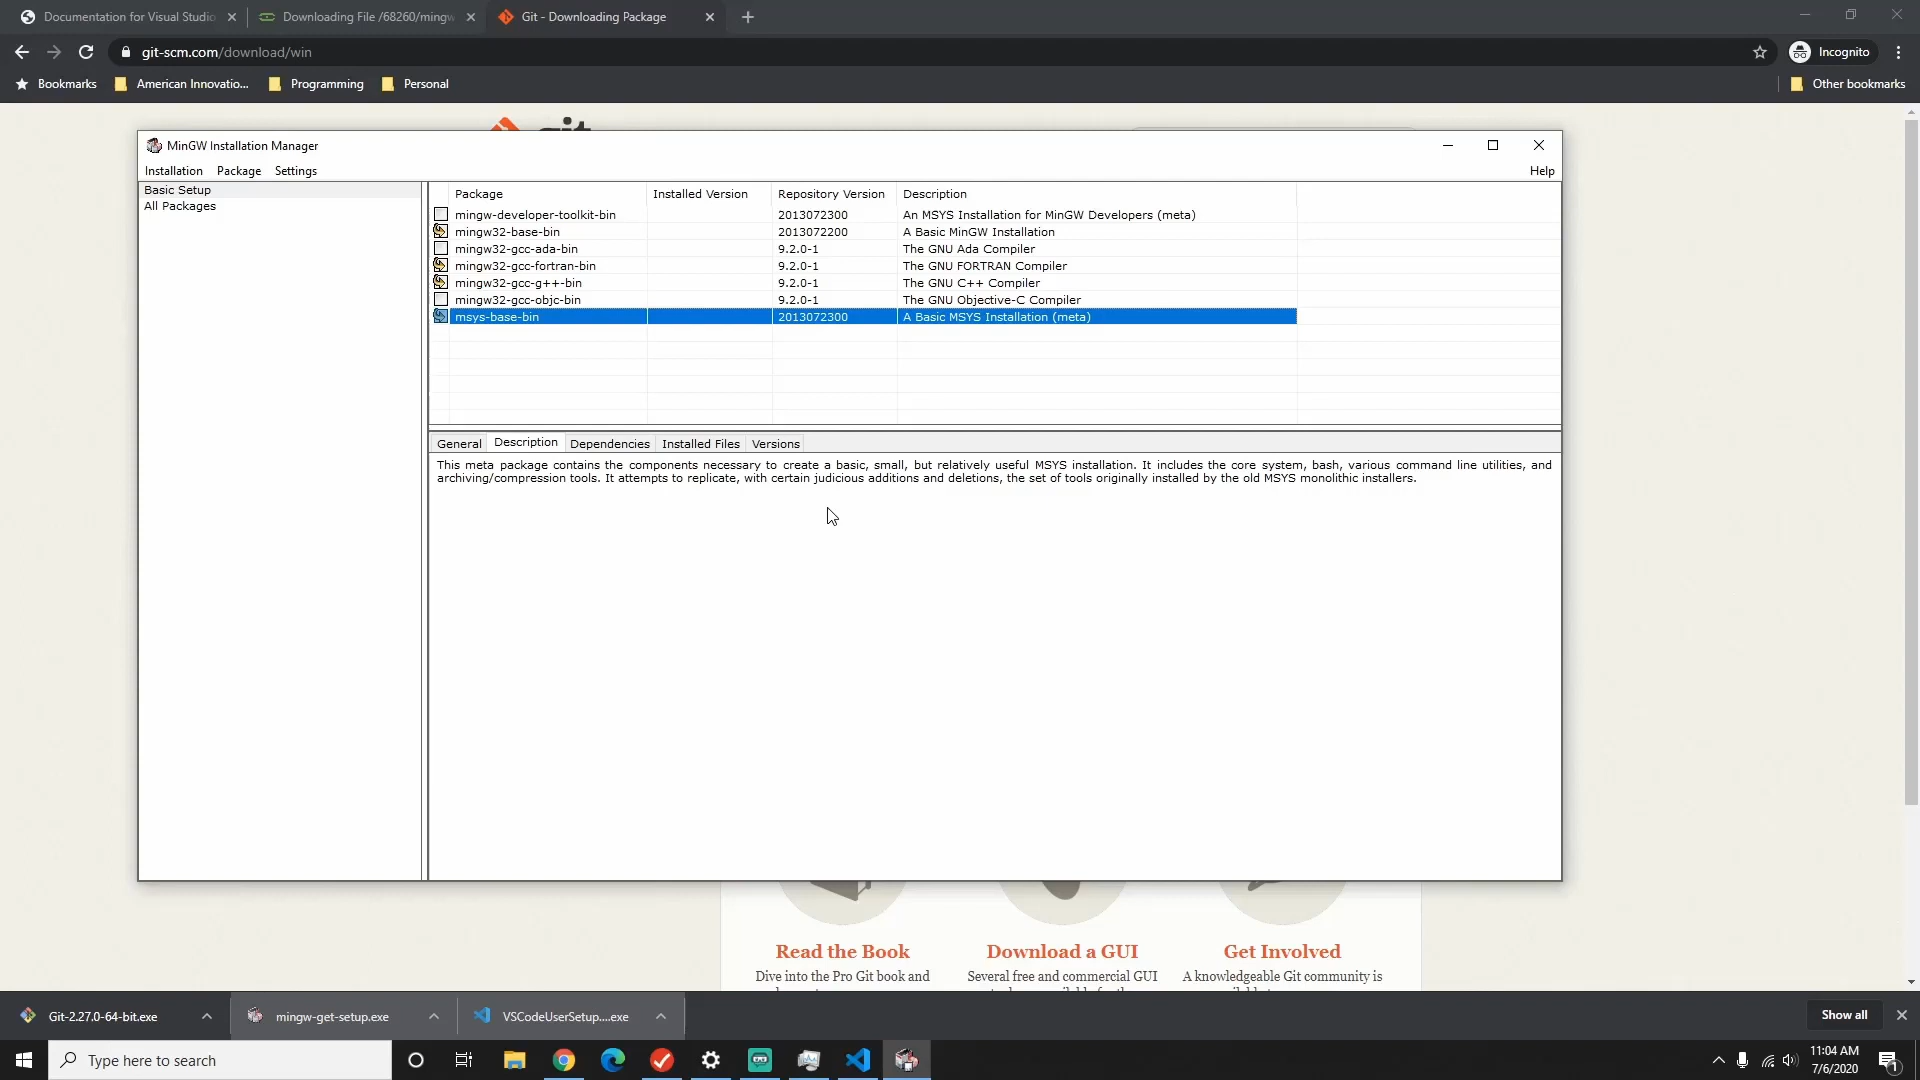 Documentation for Visual Studio
Downloading File /68260/mingw
Git - Downloading Package
git-scm.com/download/win
Incognito
Bookmarks
American Innovatio...
Programming
Personal
Other bookmarks
git
MinGW Installation Manager
Installation Package Settings
Help
Basic Setup
All Packages
Package Installed Version Repository Version Description
mingw-developer-toolkit-bin 2013072300 An MSYS Installation for MinGW Developers (meta)
mingw32-base-bin 2013072200 A Basic MinGW Installation
mingw32-gcc-ada-bin 9.2.0-1 The GNU Ada Compiler
mingw32-gcc-fortran-bin 9.2.0-1 The GNU FORTRAN Compiler
mingw32-gcc-g++-bin 9.2.0-1 The GNU C++ Compiler
mingw32-gcc-objc-bin 9.2.0-1 The GNU Objective-C Compiler
msys-base-bin 2013072300 A Basic MSYS Installation (meta)
General Description Dependencies Installed Files Versions
This meta package contains the components necessary to create a basic, small, but relatively useful MSYS installation. It includes the core system, bash, various command line utilities, and
archiving/compression tools. It attempts to replicate, with certain judicious additions and deletions, the set of tools originally installed by the old MSYS monolithic installers.
Read the Book
Download a GUI
Get Involved
Dive into the Pro Git book and
Several free and commercial GUI
A knowledgeable Git community is
Git-2.27.0-64-bit.exe
mingw-get-setup.exe
VSCodeUserSetup....exe
Show all
Type here to search
11:04 AM
7/6/2020
1